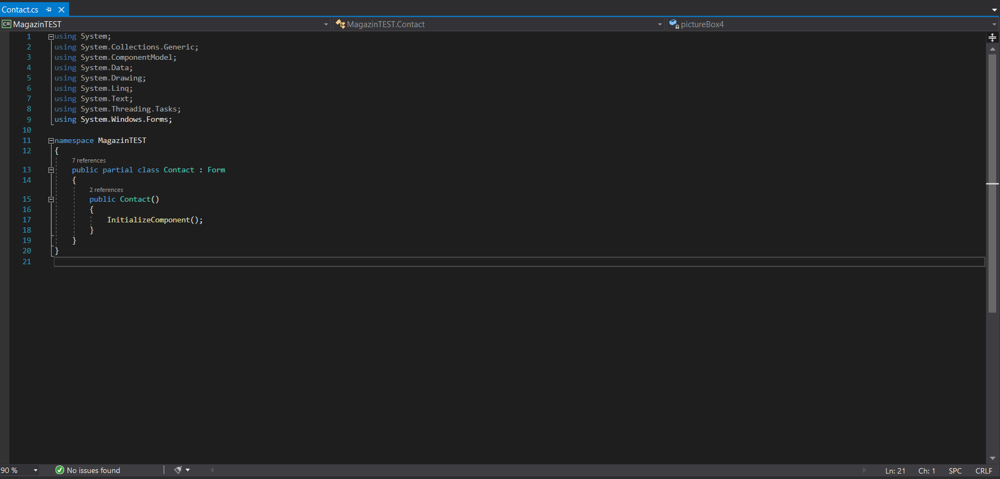 Contact.cs
C# MagazinTEST MagazinTEST.Contact pictureBox4
1 using System;
2 using System.Collections.Generic;
3 using System.ComponentModel;
4 using System.Data;
5 using System.Drawing;
6 using System.Linq;
7 using System.Text;
8 using System.Threading.Tasks;
9 using System.Windows.Forms;
10
11 namespace MagazinTEST
12 {
7 references
13 public partial class Contact : Form
14 {
2 references
15 public Contact()
16 {
17 InitializeComponent();
18 }
19 }
20 }
21
90 % No issues found Ln: 21 Ch: 1 SPC CRLF